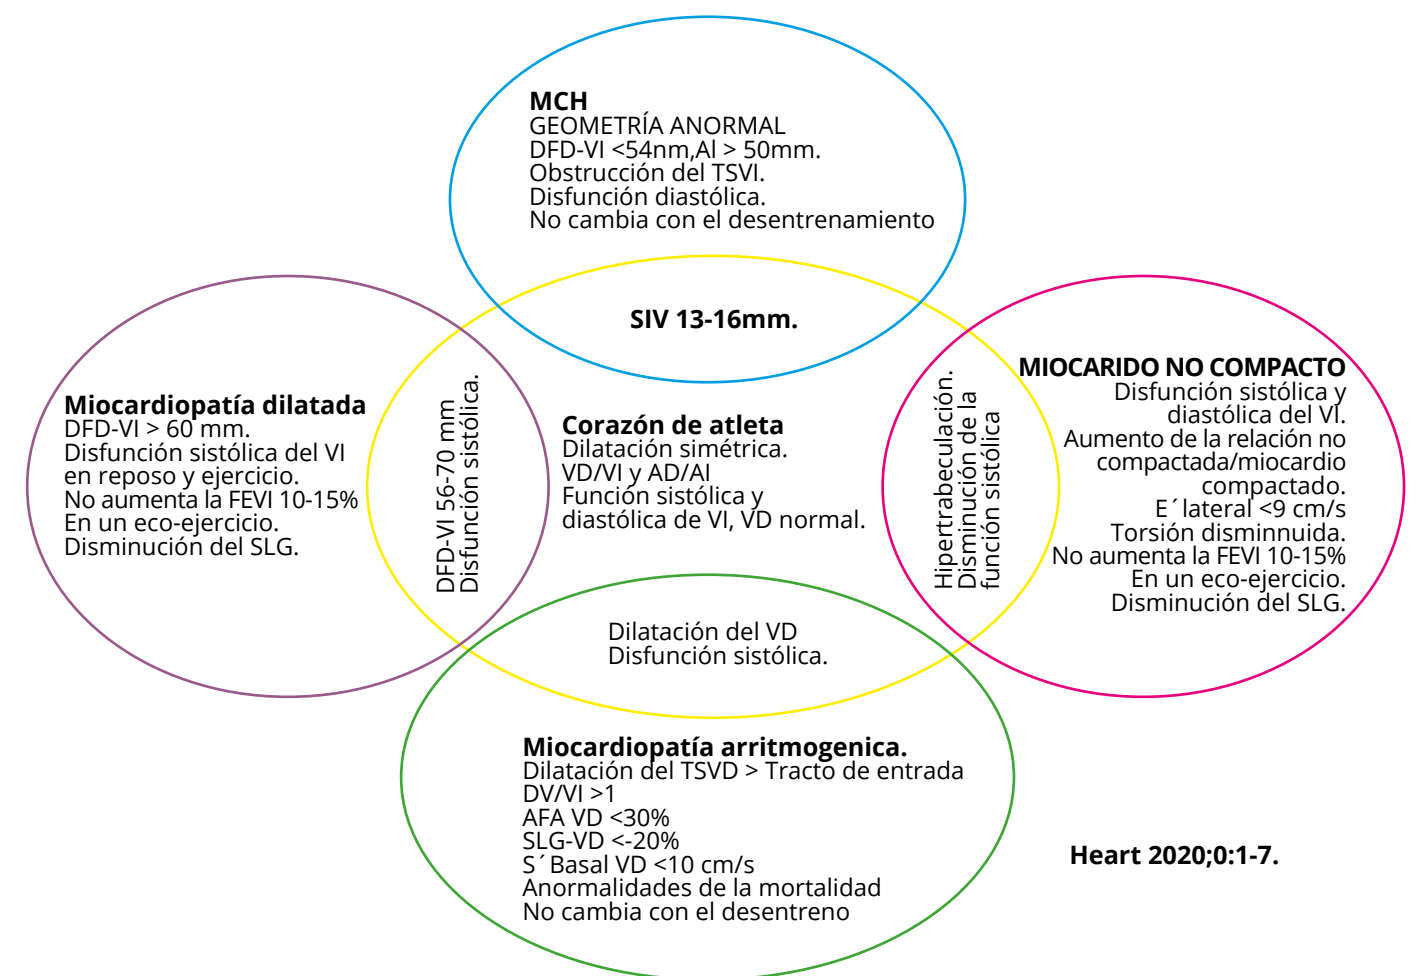 MCH
GEOMETRÍA ANORMAL
DFD-VI <54nm,Al > 50mm.
Obstrucción del TSVI.
Disfunción diastólica.
No cambia con el desentrenamiento
SIV 13-16mm.
Miocardiopatía dilatada
DFD-VI > 60 mm.
Disfunción sistólica del VI
en reposo y ejercicio.
No aumenta la FEVI 10-15%
En un eco-ejercicio.
Disminución del SLG.
DFD-VI 56-70 mm
Disfunción sistólica.
Corazón de atleta
Dilatación simétrica.
VD/VI y AD/AI
Función sistólica y
diastólica de VI, VD normal.
Hipertrabeculación.
Disminución de la
función sistólica
MIOCARIDO NO COMPACTO
Disfunción sistólica y
diastólica del VI.
Aumento de la relación no
compactada/miocardio
compactado.
E´ lateral <9 cm/s
Torsión disminnuida.
No aumenta la FEVI 10-15%
En un eco-ejercicio.
Disminución del SLG.
Dilatación del VD
Disfunción sistólica.
Miocardiopatía arritmogenica.
Dilatación del TSVD > Tracto de entrada
DV/VI >1
AFA VD <30%
SLG-VD <-20%
S´ Basal VD <10 cm/s
Anormalidades de la mortalidad
No cambia con el desentreno
Heart 2020;0:1-7.